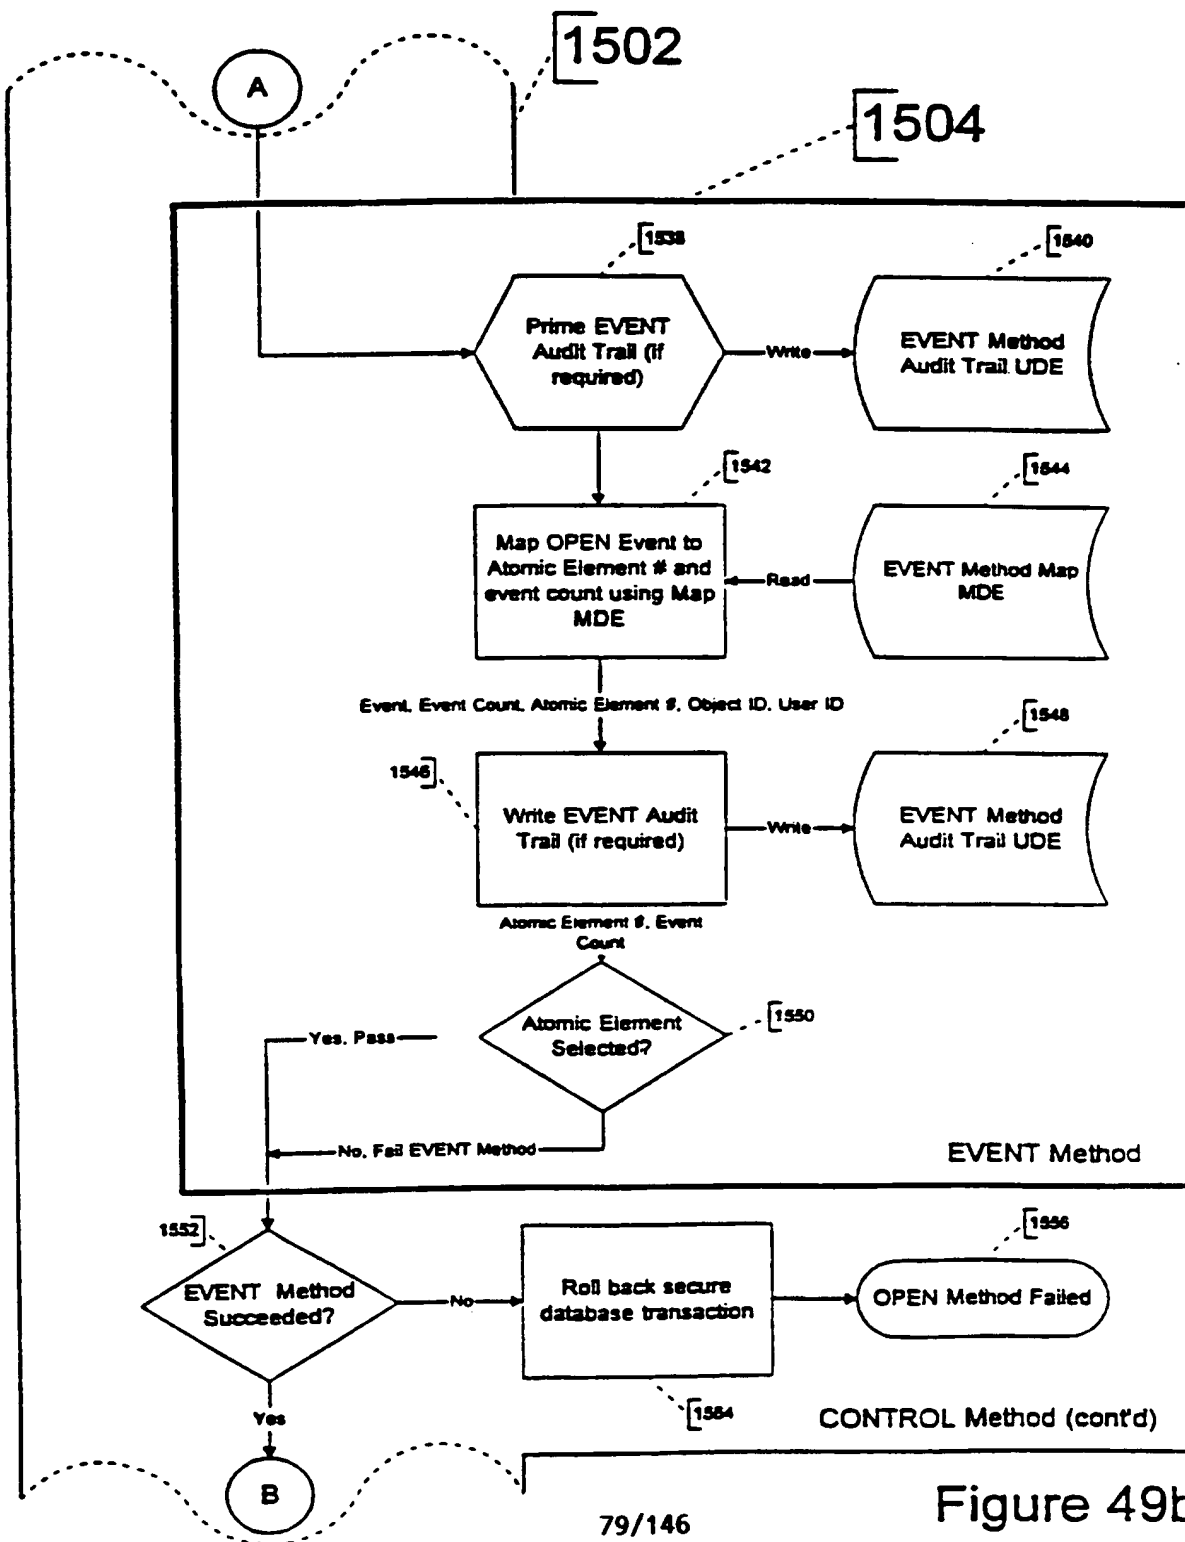 1502
A
1504
1538
1540
Prime EVENT
Audit Trail (if
required)
Write
EVENT Method
Audit Trail UDE
1542
1544
Map OPEN Event to
Atomic Element # and
event count using Map
MDE
Read
EVENT Method Map
MDE
Event, Event Count, Atomic Element #, Object ID, User ID
1548
1546
Write EVENT Audit
Trail (if required)
Write
EVENT Method
Audit Trail UDE
Atomic Element #, Event
Count
1550
Atomic Element
Selected?
Yes, Pass
No, Fail EVENT Method
EVENT Method
1552
1556
EVENT Method
Succeeded?
No
Roll back secure
database transaction
OPEN Method Failed
1554
Yes
CONTROL Method (cont'd)
B
Figure 49b
79/146